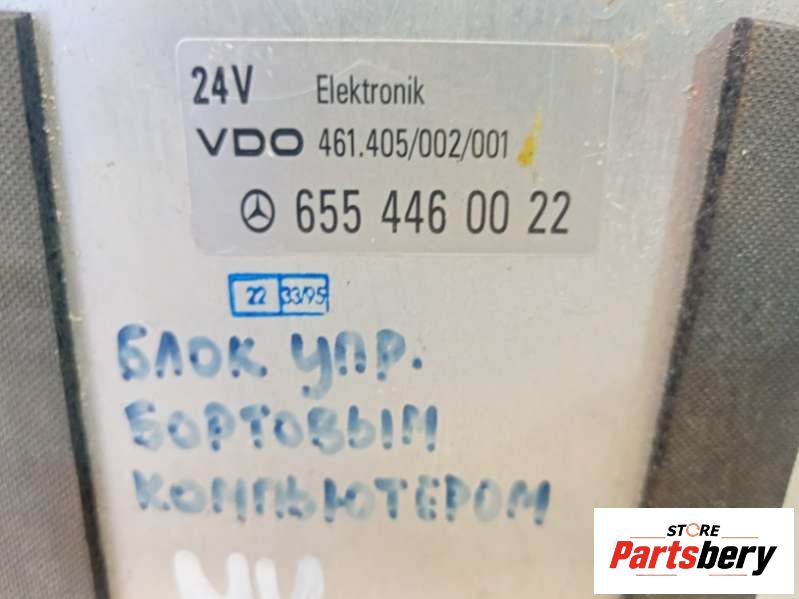 24V Elektronik
VDO 461.405/002/001
655 446 00 22
22 33/95
БЛОК УПР.
БОРТОВЫМ
КОМПЬЮТЕРОМ
STORE
Partsbery